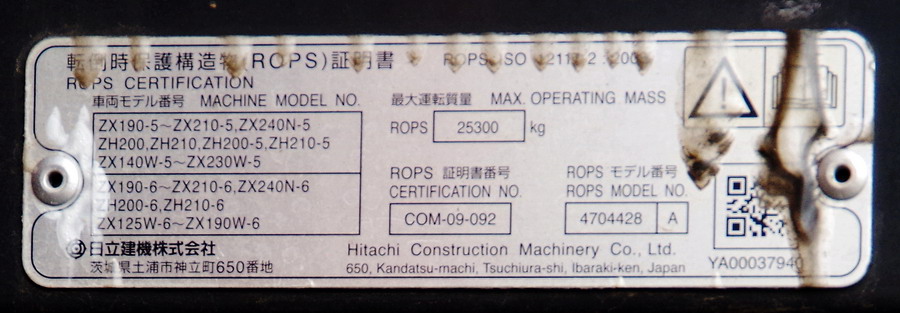 転倒時保護構造物(ROPS)証明書 ROPS ISO
ROPS CERTIFICATION
車両モデル番号 MACHINE MODEL NO.
ZX190-5～ZX210-5,ZX240N-5
ZH200,ZH210,ZH200-5,ZH210-5
ZX140W-5～ZX230W-5
ZX190-6～ZX210-6,ZX240N-6
ZH200-6,ZH210-6
ZX125W-6～ZX190W-6
最大運転質量 MAX. OPERATING MASS
ROPS 25300 kg
ROPS 証明書番号
CERTIFICATION NO.
COM-09-092
ROPS モデル番号
ROPS MODEL NO.
4704428 A
日立建機株式会社 Hitachi Construction Machinery Co., Ltd.
茨城県土浦市神立町650番地 650, Kandatsu-machi, Tsuchiura-shi, Ibaraki-ken, Japan
YA00037940